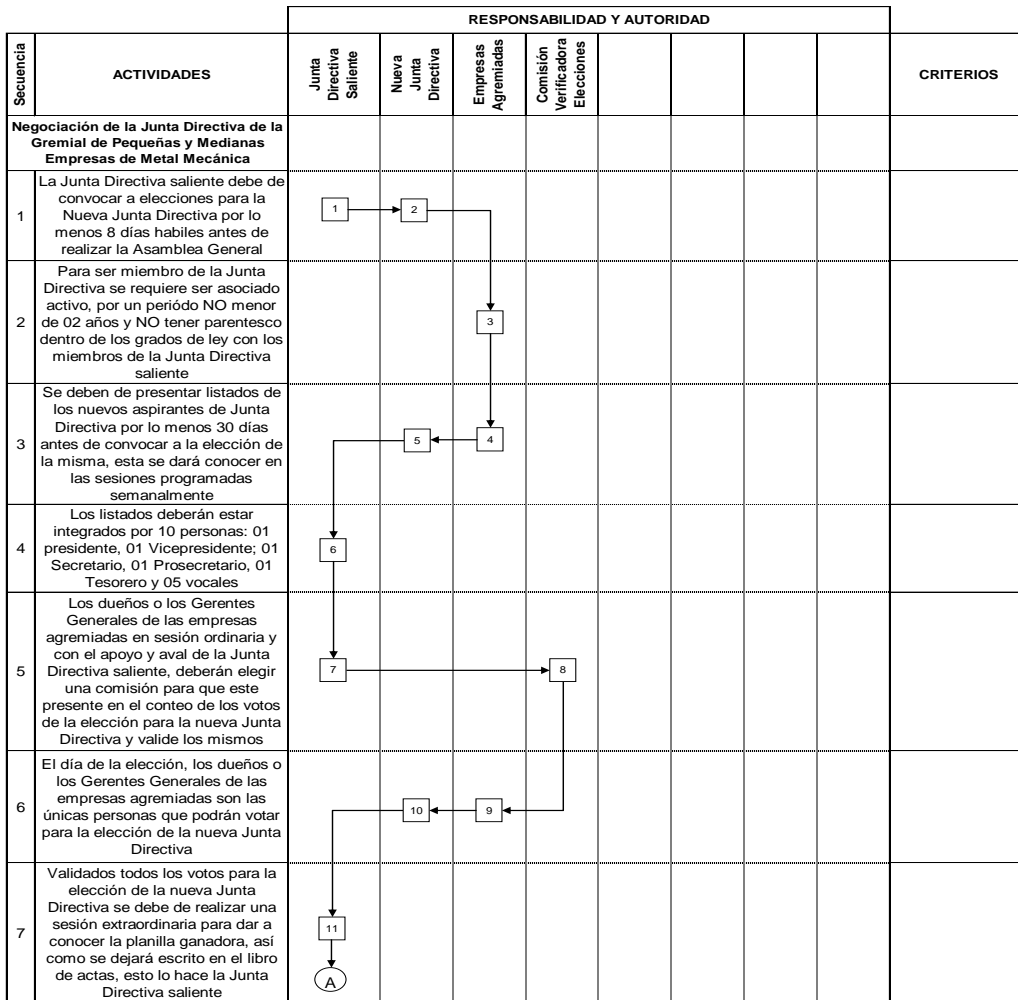 RESPONSABILIDAD Y AUTORIDAD
Secuencia
ACTIVIDADES
Junta
Directiva
Saliente
Nueva
Junta
Directiva
Empresas
Agremiadas
Comisión
Verificadora
Elecciones
CRITERIOS
Negociación de la Junta Directiva de la
Gremial de Pequeñas y Medianas
Empresas de Metal Mecánica
1
La Junta Directiva saliente debe de
convocar a elecciones para la
Nueva Junta Directiva por lo
menos 8 días habiles antes de
realizar la Asamblea General
1
2
2
Para ser miembro de la Junta
Directiva se requiere ser asociado
activo, por un periódo NO menor
de 02 años y NO tener parentesco
dentro de los grados de ley con los
miembros de la Junta Directiva
saliente
3
3
Se deben de presentar listados de
los nuevos aspirantes de Junta
Directiva por lo menos 30 días
antes de convocar a la elección de
la misma, esta se dará conocer en
las sesiones programadas
semanalmente
5
4
4
Los listados deberán estar
integrados por 10 personas: 01
presidente, 01 Vicepresidente; 01
Secretario, 01 Prosecretario, 01
Tesorero y 05 vocales
6
5
Los dueños o los Gerentes
Generales de las empresas
agremiadas en sesión ordinaria y
con el apoyo y aval de la Junta
Directiva saliente, deberán elegir
una comisión para que este
presente en el conteo de los votos
de la elección para la nueva Junta
Directiva y valide los mismos
7
8
6
El día de la elección, los dueños o
los Gerentes Generales de las
empresas agremiadas son las
únicas personas que podrán votar
para la elección de la nueva Junta
Directiva
10
9
7
Validados todos los votos para la
elección de la nueva Junta
Directiva se debe de realizar una
sesión extraordinaria para dar a
conocer la planilla ganadora, así
como se dejará escrito en el libro
de actas, esto lo hace la Junta
Directiva saliente
11
A